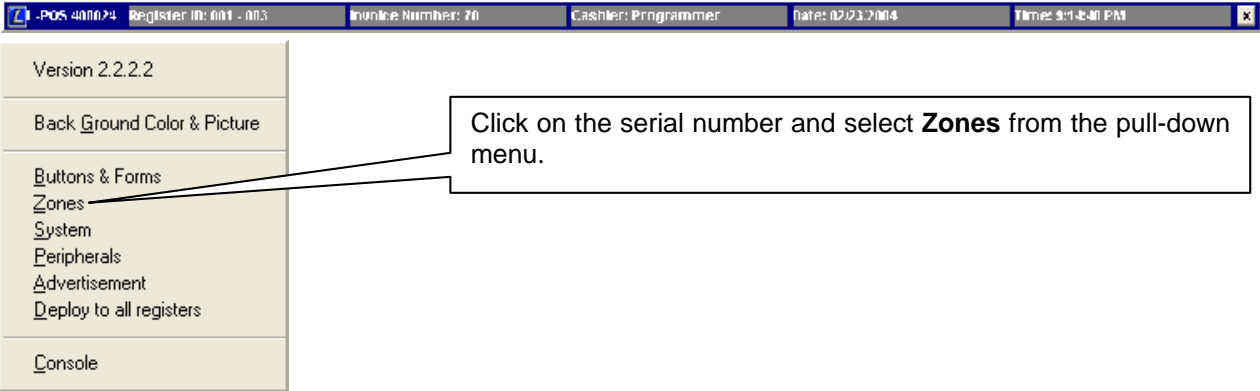 -POS 400024 Register ID: 001 - 003 Invoice Number: 70 Cashier: Programmer Date: 02/23/2004 Time: PM
Version 2.2.2.2
Back Ground Color & Picture
Click on the serial number and select Zones from the pull-down
menu.
Buttons & Forms
Zones
System
Peripherals
Advertisement
Deploy to all registers
Console